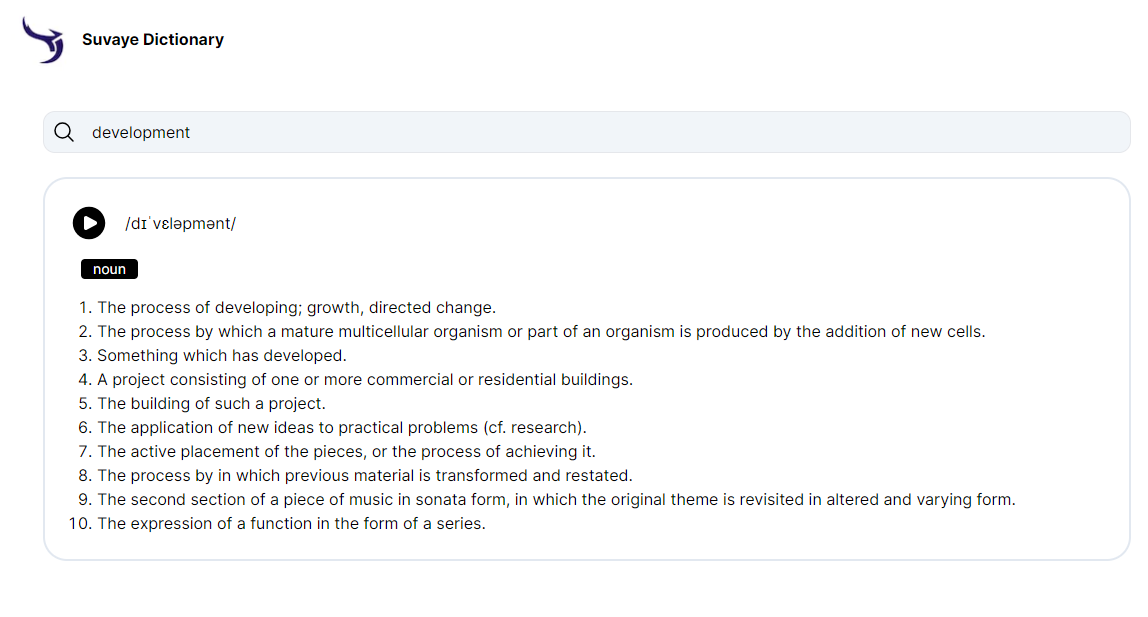 Suvaye Dictionary
development
/dɪˈvɛləpmənt/
noun
1. The process of developing; growth, directed change.
2. The process by which a mature multicellular organism or part of an organism is produced by the addition of new cells.
3. Something which has developed.
4. A project consisting of one or more commercial or residential buildings.
5. The building of such a project.
6. The application of new ideas to practical problems (cf. research).
7. The active placement of the pieces, or the process of achieving it.
8. The process by in which previous material is transformed and restated.
9. The second section of a piece of music in sonata form, in which the original theme is revisited in altered and varying form.
10. The expression of a function in the form of a series.